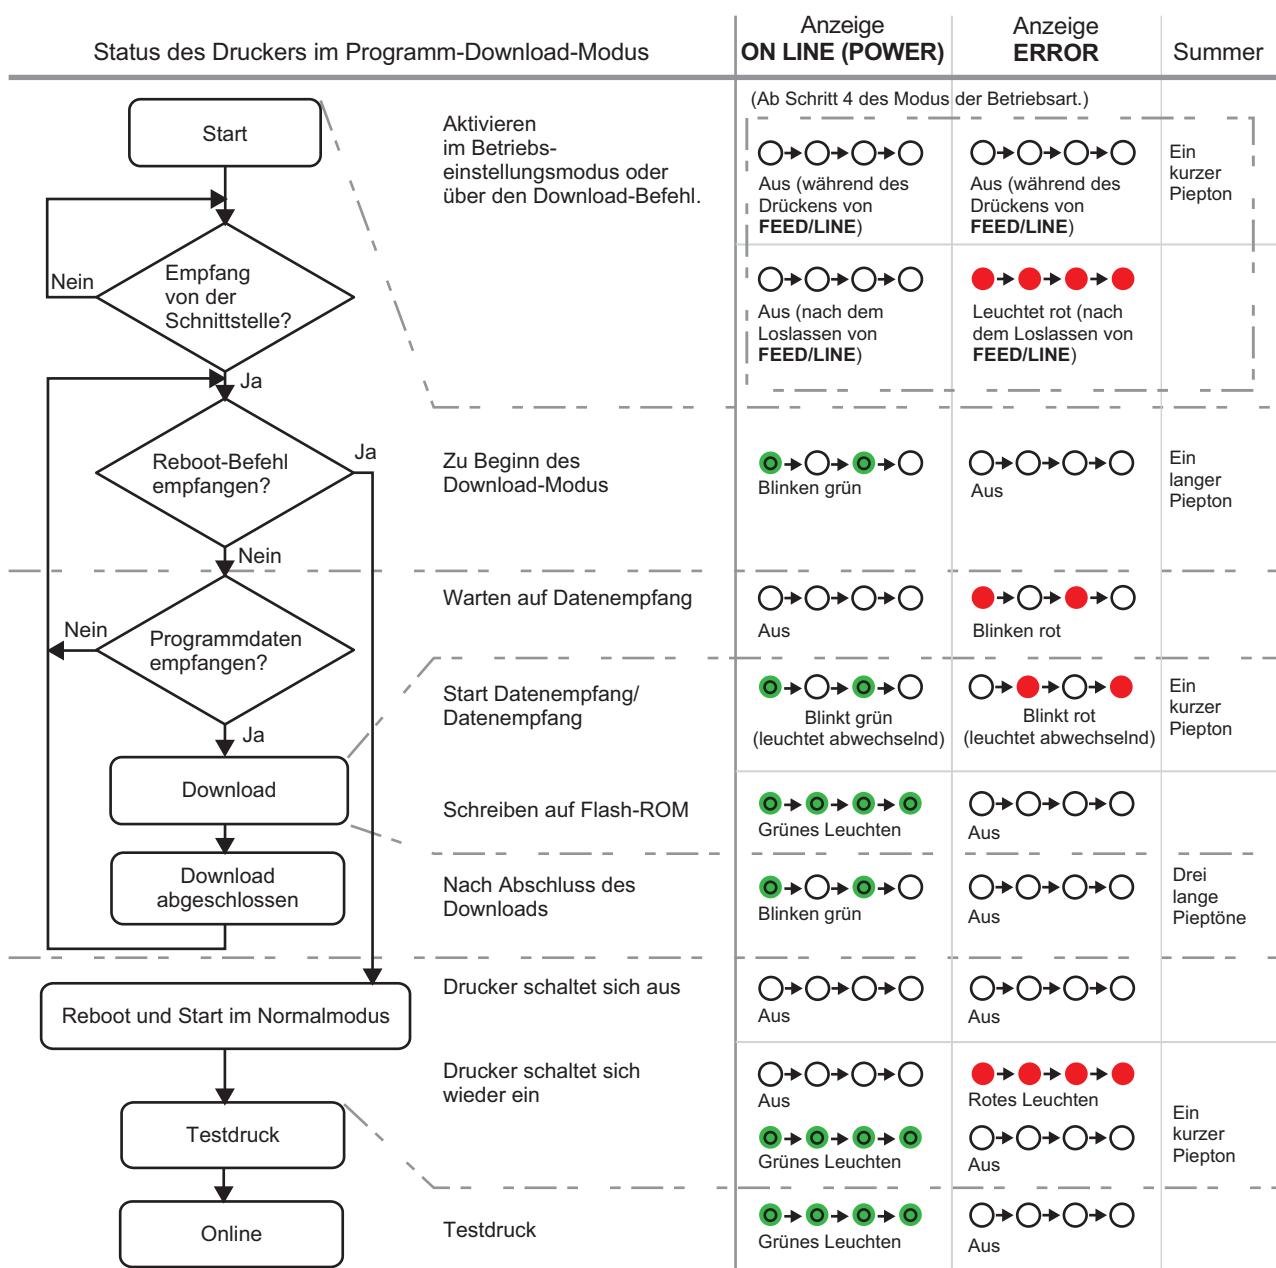 Status des Druckers im Programm-Download-Modus
Anzeige
ON LINE (POWER)
Anzeige
ERROR
Summer
Start
Nein
Empfang
von der
Schnittstelle?
Ja
Reboot-Befehl
empfangen?
Ja
Nein
Nein
Programmdaten
empfangen?
Ja
Download
Download
abgeschlossen
Reboot und Start im Normalmodus
Testdruck
Online
Aktivieren
im Betriebs-
einstellungsmodus oder
über den Download-Befehl.
(Ab Schritt 4 des Modus der Betriebsart.)
Aus (während des
Drückens von
FEED/LINE)
Aus (während des
Drückens von
FEED/LINE)
Ein
kurzer
Piepton
Aus (nach dem
Loslassen von
FEED/LINE)
Leuchtet rot (nach
dem Loslassen von
FEED/LINE)
Zu Beginn des
Download-Modus
Blinken grün
Aus
Ein
langer
Piepton
Warten auf Datenempfang
Aus
Blinken rot
Start Datenempfang/
Datenempfang
Blinkt grün
(leuchtet abwechselnd)
Blinkt rot
(leuchtet abwechselnd)
Ein
kurzer
Piepton
Schreiben auf Flash-ROM
Grünes Leuchten
Aus
Nach Abschluss des
Downloads
Blinken grün
Aus
Drei
lange
Pieptöne
Drucker schaltet sich aus
Aus
Aus
Drucker schaltet sich
wieder ein
Aus
Rotes Leuchten
Grünes Leuchten
Aus
Ein
kurzer
Piepton
Testdruck
Grünes Leuchten
Aus